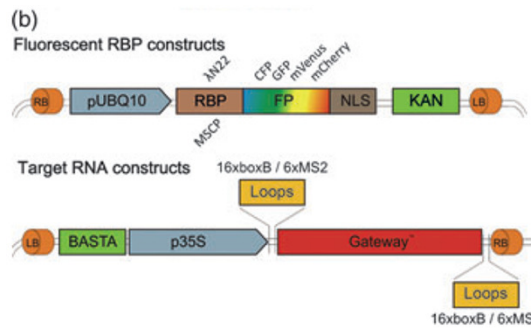 (b)
Fluorescent RBP constructs
λN22
CFP
GFP
mVenus
mCherry
RB
pUBQ10
RBP
FP
NLS
KAN
LB
MSCP
Target RNA constructs
16xboxB / 6xMS2
Loops
LB
BASTA
p35S
Gateway™
RB
Loops
16xboxB / 6xMS